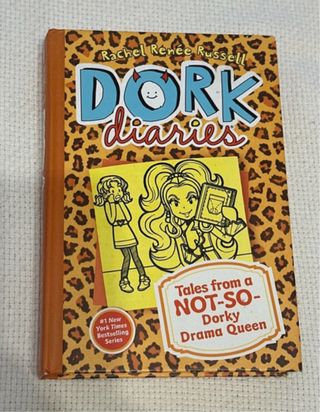 Rachel Renée Russell
DORK
diaries
Tales from a
NOT-SO-
Dorky
Drama Queen
#1 New
York Times
Bestselling
Series